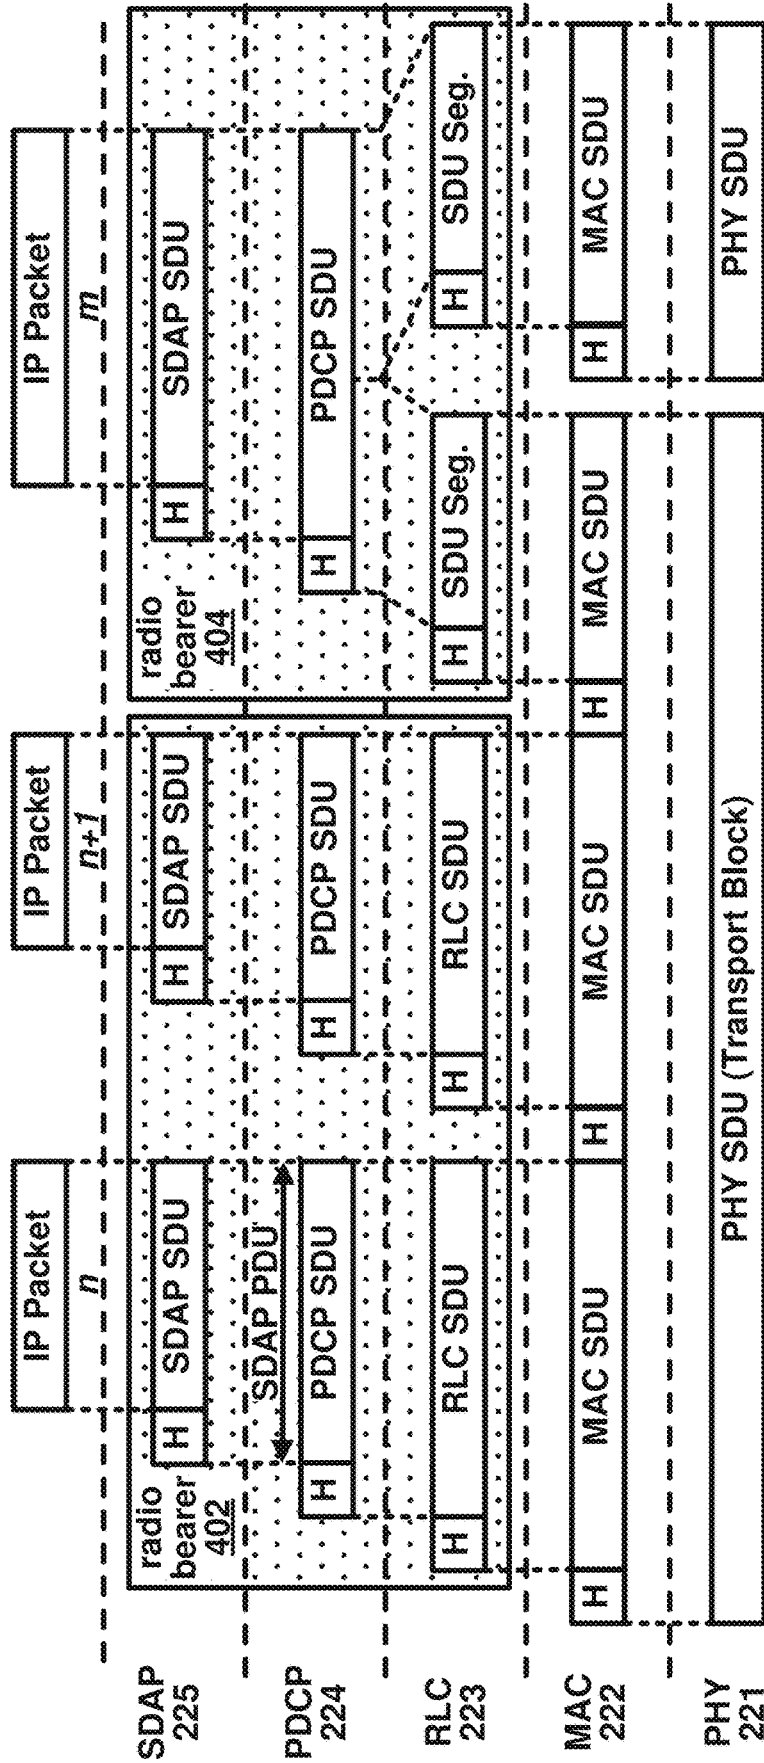 IP Packet
n
IP Packet
n+1
IP Packet
m
SDAP
225
radio
bearer
402
H
SDAP SDU
H
SDAP SDU
radio
bearer
404
H
SDAP SDU
SDAP PDU
PDCP
224
H
PDCP SDU
H
PDCP SDU
H
PDCP SDU
RLC
223
H
RLC SDU
H
RLC SDU
H
SDU Seg.
H
SDU Seg.
MAC
222
H
MAC SDU
H
MAC SDU
H
MAC SDU
H
MAC SDU
PHY
221
PHY SDU (Transport Block)
PHY SDU